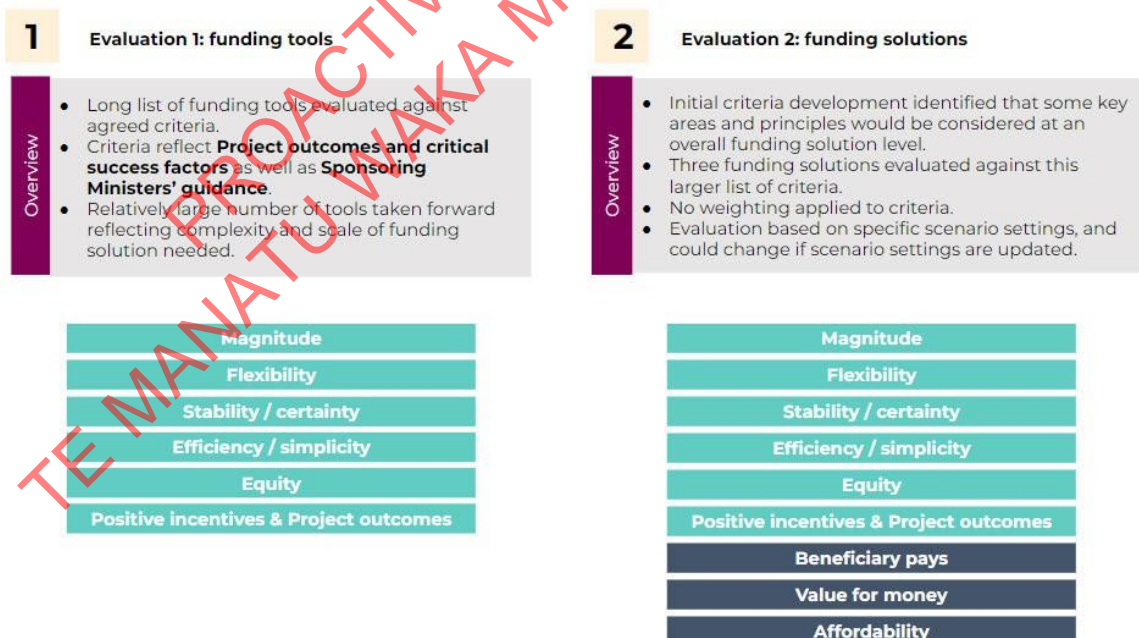 1
Evaluation 1: funding tools
Overview
● Long list of funding tools evaluated against
agreed criteria.
● Criteria reflect Project outcomes and critical
success factors as well as Sponsoring
Ministers’ guidance.
● Relatively large number of tools taken forward
reflecting complexity and scale of funding
solution needed.
Magnitude
Flexibility
Stability / certainty
Efficiency / simplicity
Equity
Positive incentives & Project outcomes
2
Evaluation 2: funding solutions
Overview
● Initial criteria development identified that some key
areas and principles would be considered at an
overall funding solution level.
● Three funding solutions evaluated against this
larger list of criteria.
● No weighting applied to criteria.
● Evaluation based on specific scenario settings, and
could change if scenario settings are updated.
Magnitude
Flexibility
Stability / certainty
Efficiency / simplicity
Equity
Positive incentives & Project outcomes
Beneficiary pays
Value for money
Affordability
TE MANATU WAKA